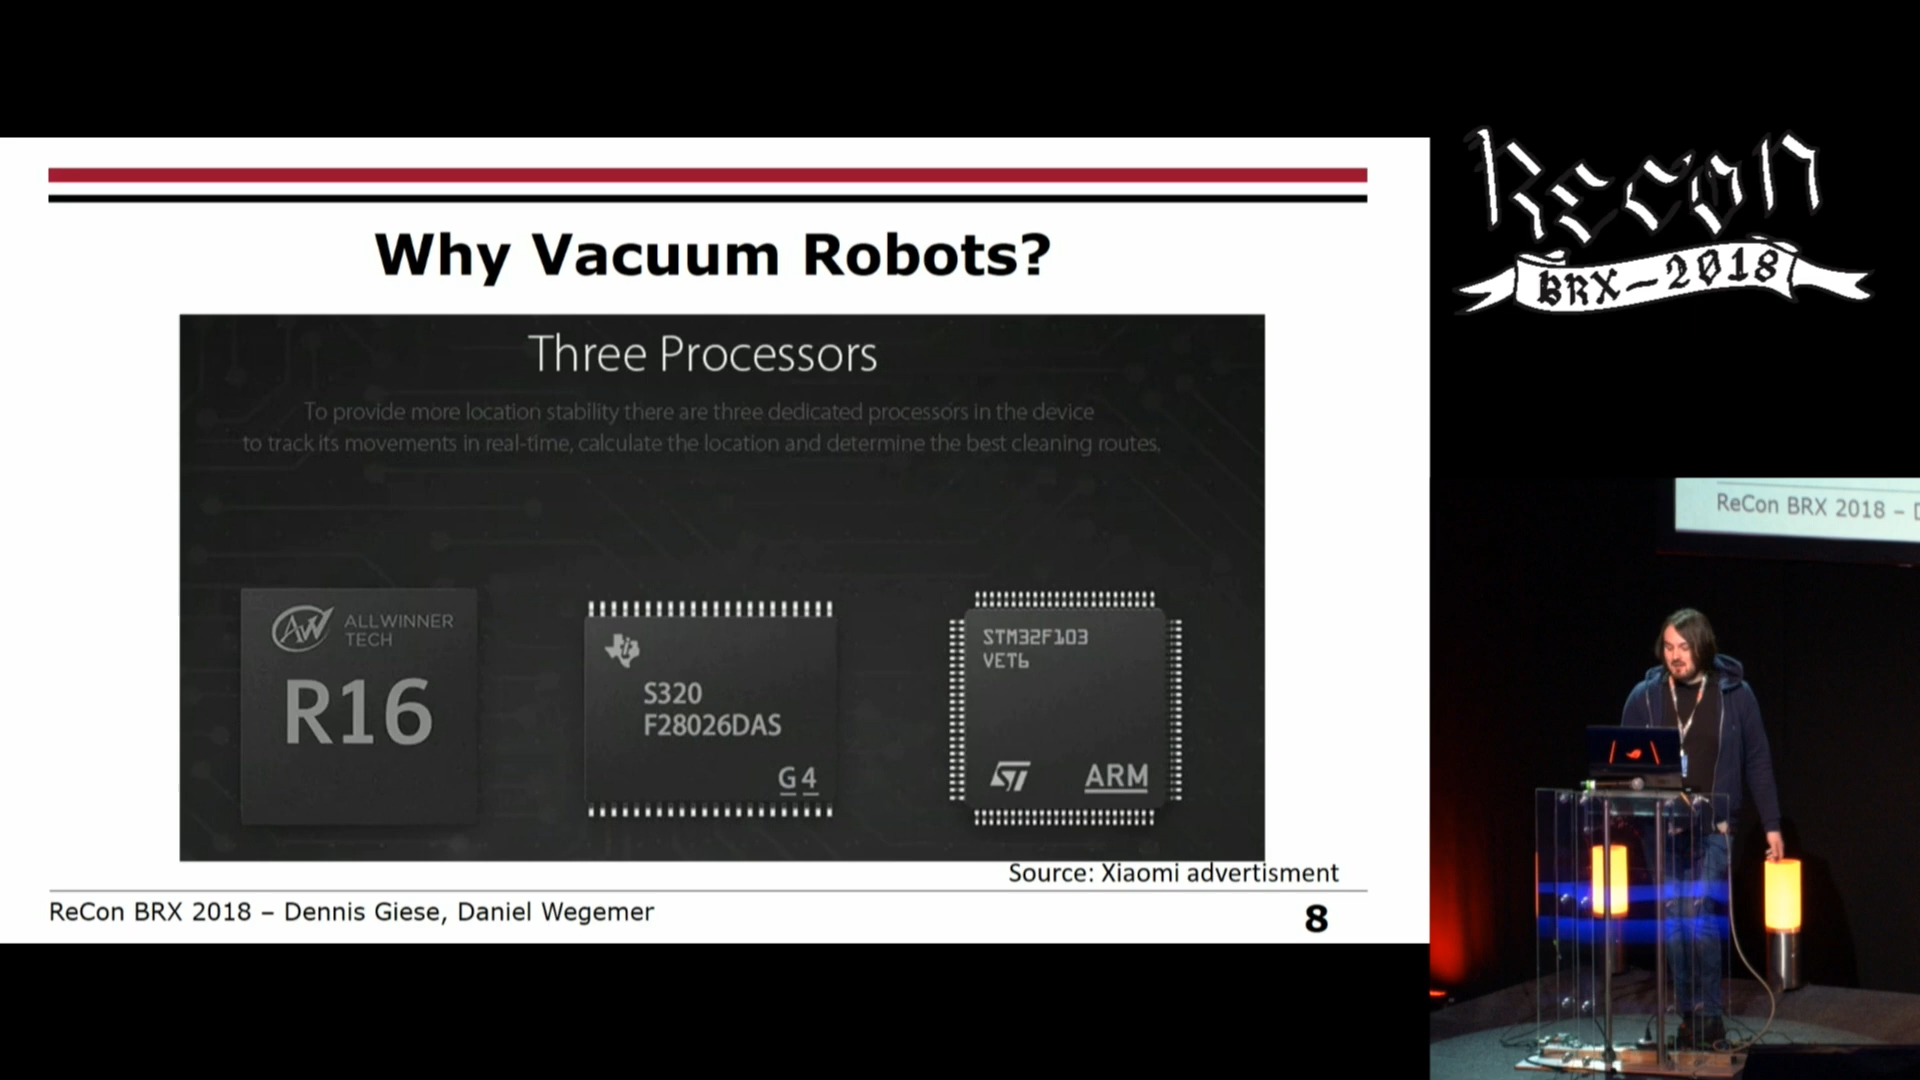 Why Vacuum Robots?
Three Processors
To provide more location stability there are three dedicated processors in the device
to track its movements in real-time, calculate the location and determine the best cleaning routes.
AW ALLWINNER
TECH
R16
S320
F28026DAS
G4
STM32F103
VET6
ST ARM
Source: Xiaomi advertisment
ReCon BRX 2018 – Dennis Giese, Daniel Wegemer
8
Recon
BRX-2018
ReCon BRX 2018 –